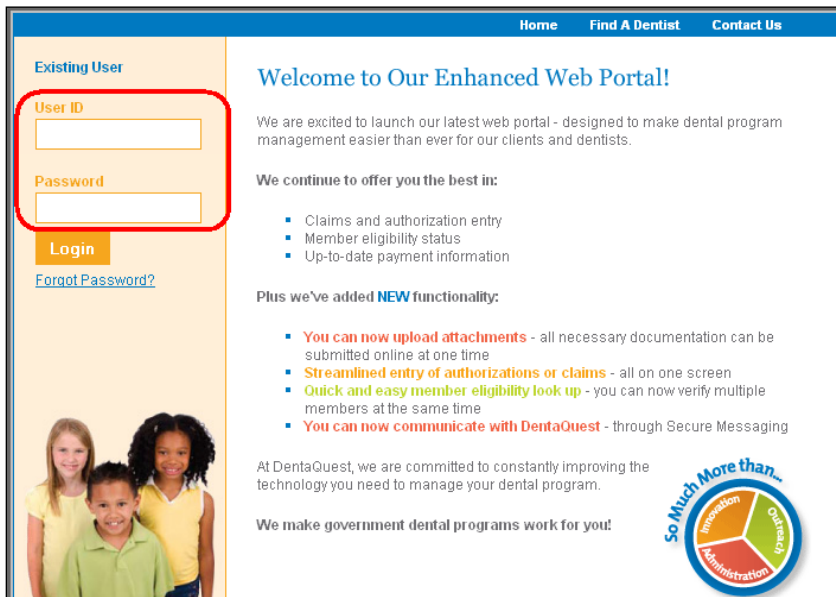 Home Find A Dentist Contact Us
Existing User
User ID
Password
Login
Forgot Password?
Welcome to Our Enhanced Web Portal!
We are excited to launch our latest web portal - designed to make dental program
management easier than ever for our clients and dentists.
We continue to offer you the best in:
Claims and authorization entry
Member eligibility status
Up-to-date payment information
Plus we've added NEW functionality:
You can now upload attachments - all necessary documentation can be
submitted online at one time
Streamlined entry of authorizations or claims - all on one screen
Quick and easy member eligibility look up - you can now verify multiple
members at the same time
You can now communicate with DentaQuest - through Secure Messaging
At DentaQuest, we are committed to constantly improving the
technology you need to manage your dental program.
We make government dental programs work for you!
So Much More than...
Innovation
Outreach
Administration